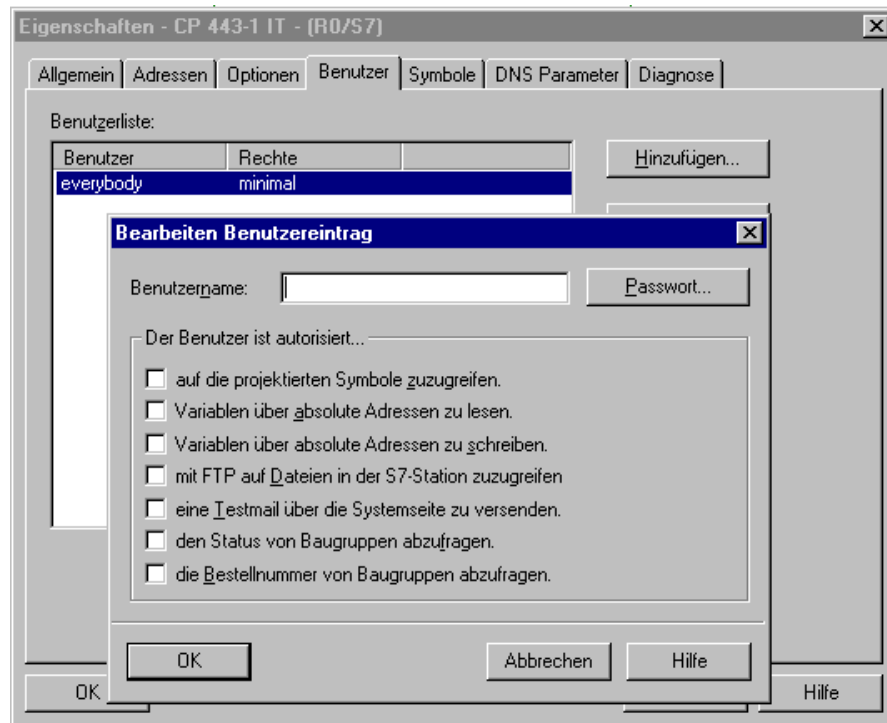 Eigenschaften - CP 443-1 IT - (R0/S7)
Allgemein Adressen Optionen Benutzer Symbole DNS Parameter Diagnose
Benutzerliste:
Benutzer Rechte
everybody minimal
Hinzufügen...
Bearbeiten Benutzereintrag
Benutzername:
Passwort...
Der Benutzer ist autorisiert...
auf die projektierten Symbole zuzugreifen.
Variablen über absolute Adressen zu lesen.
Variablen über absolute Adressen zu schreiben.
mit FTP auf Dateien in der S7-Station zuzugreifen
eine Testmail über die Systemseite zu versenden.
den Status von Baugruppen abzufragen.
die Bestellnummer von Baugruppen abzufragen.
OK Abbrechen Hilfe
OK Hilfe